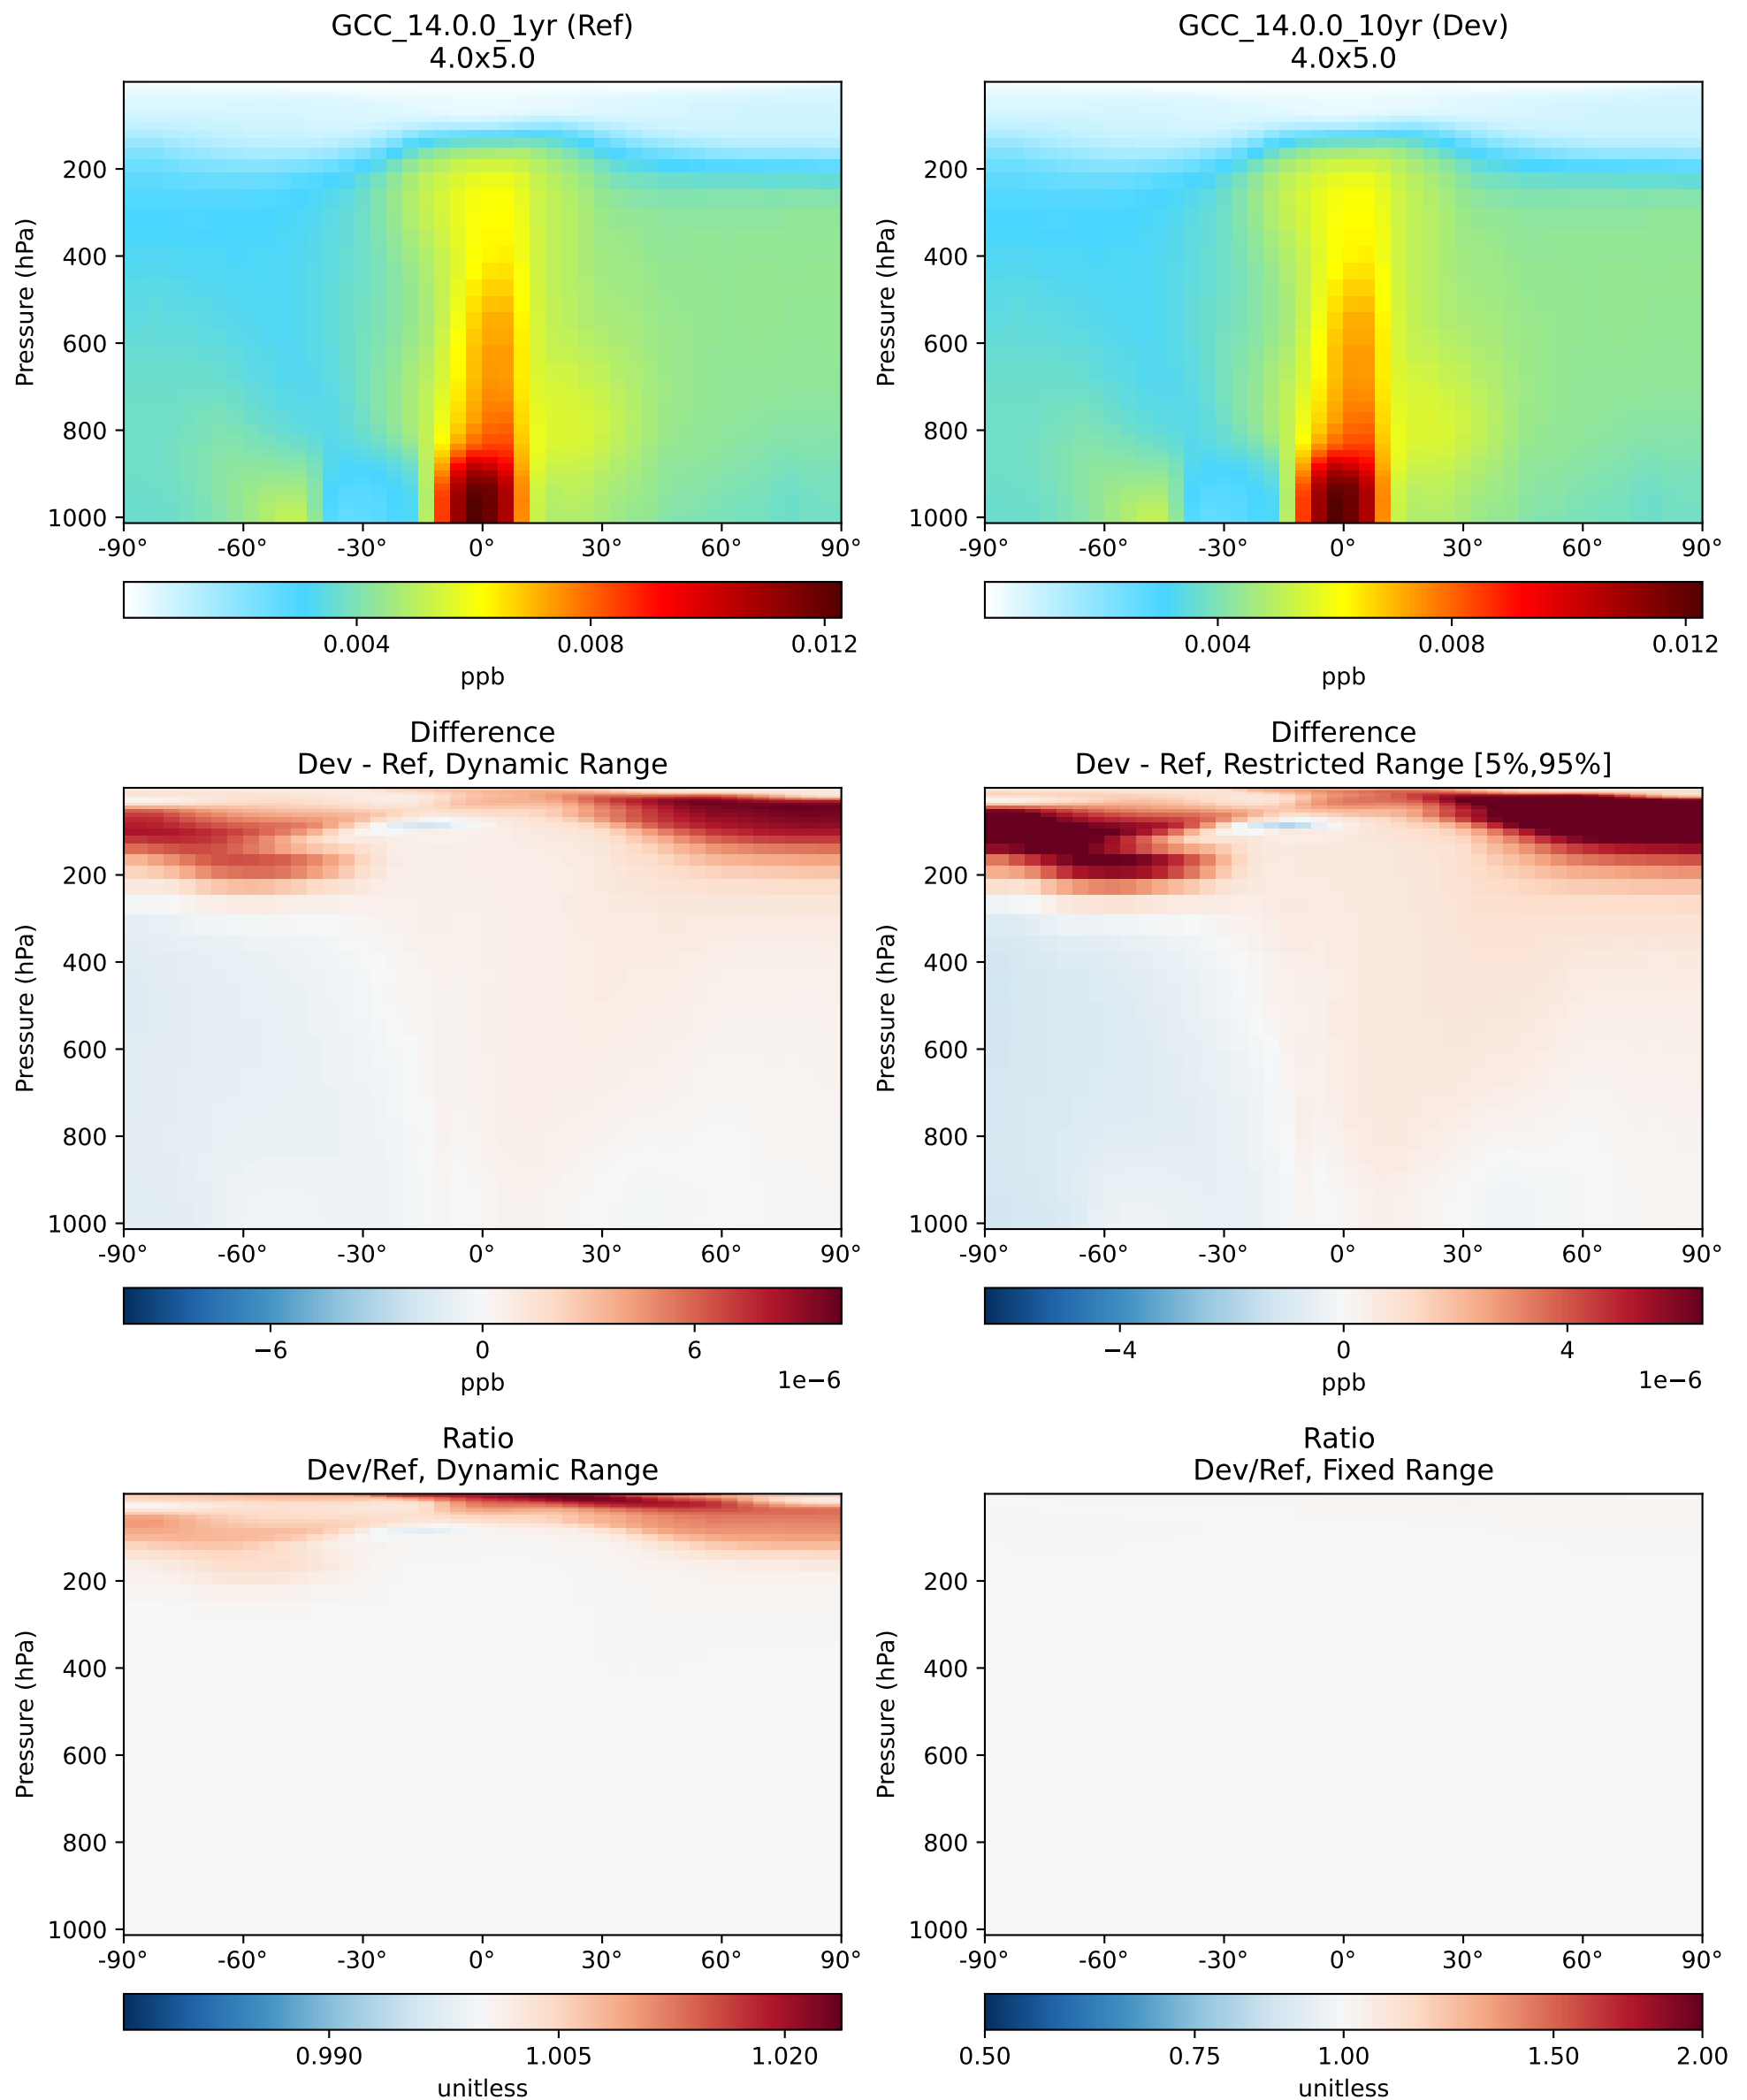 GCC_14.0.0_1yr (Ref)
4.0x5.0
GCC_14.0.0_10yr (Dev)
4.0x5.0
Pressure (hPa)
200
400
600
800
1000
-90° -60° -30° 0° 30° 60° 90°
0.004 0.008 0.012
ppb
Pressure (hPa)
200
400
600
800
1000
-90° -60° -30° 0° 30° 60° 90°
0.004 0.008 0.012
ppb
Difference
Dev - Ref, Dynamic Range
Difference
Dev - Ref, Restricted Range [5%,95%]
Pressure (hPa)
200
400
600
800
1000
-90° -60° -30° 0° 30° 60° 90°
−6 0 6
ppb 1e−6
Pressure (hPa)
200
400
600
800
1000
-90° -60° -30° 0° 30° 60° 90°
−4 0 4
ppb 1e−6
Ratio
Dev/Ref, Dynamic Range
Ratio
Dev/Ref, Fixed Range
Pressure (hPa)
200
400
600
800
1000
-90° -60° -30° 0° 30° 60° 90°
0.990 1.005 1.020
unitless
Pressure (hPa)
200
400
600
800
1000
-90° -60° -30° 0° 30° 60° 90°
0.50 0.75 1.00 1.50 2.00
unitless